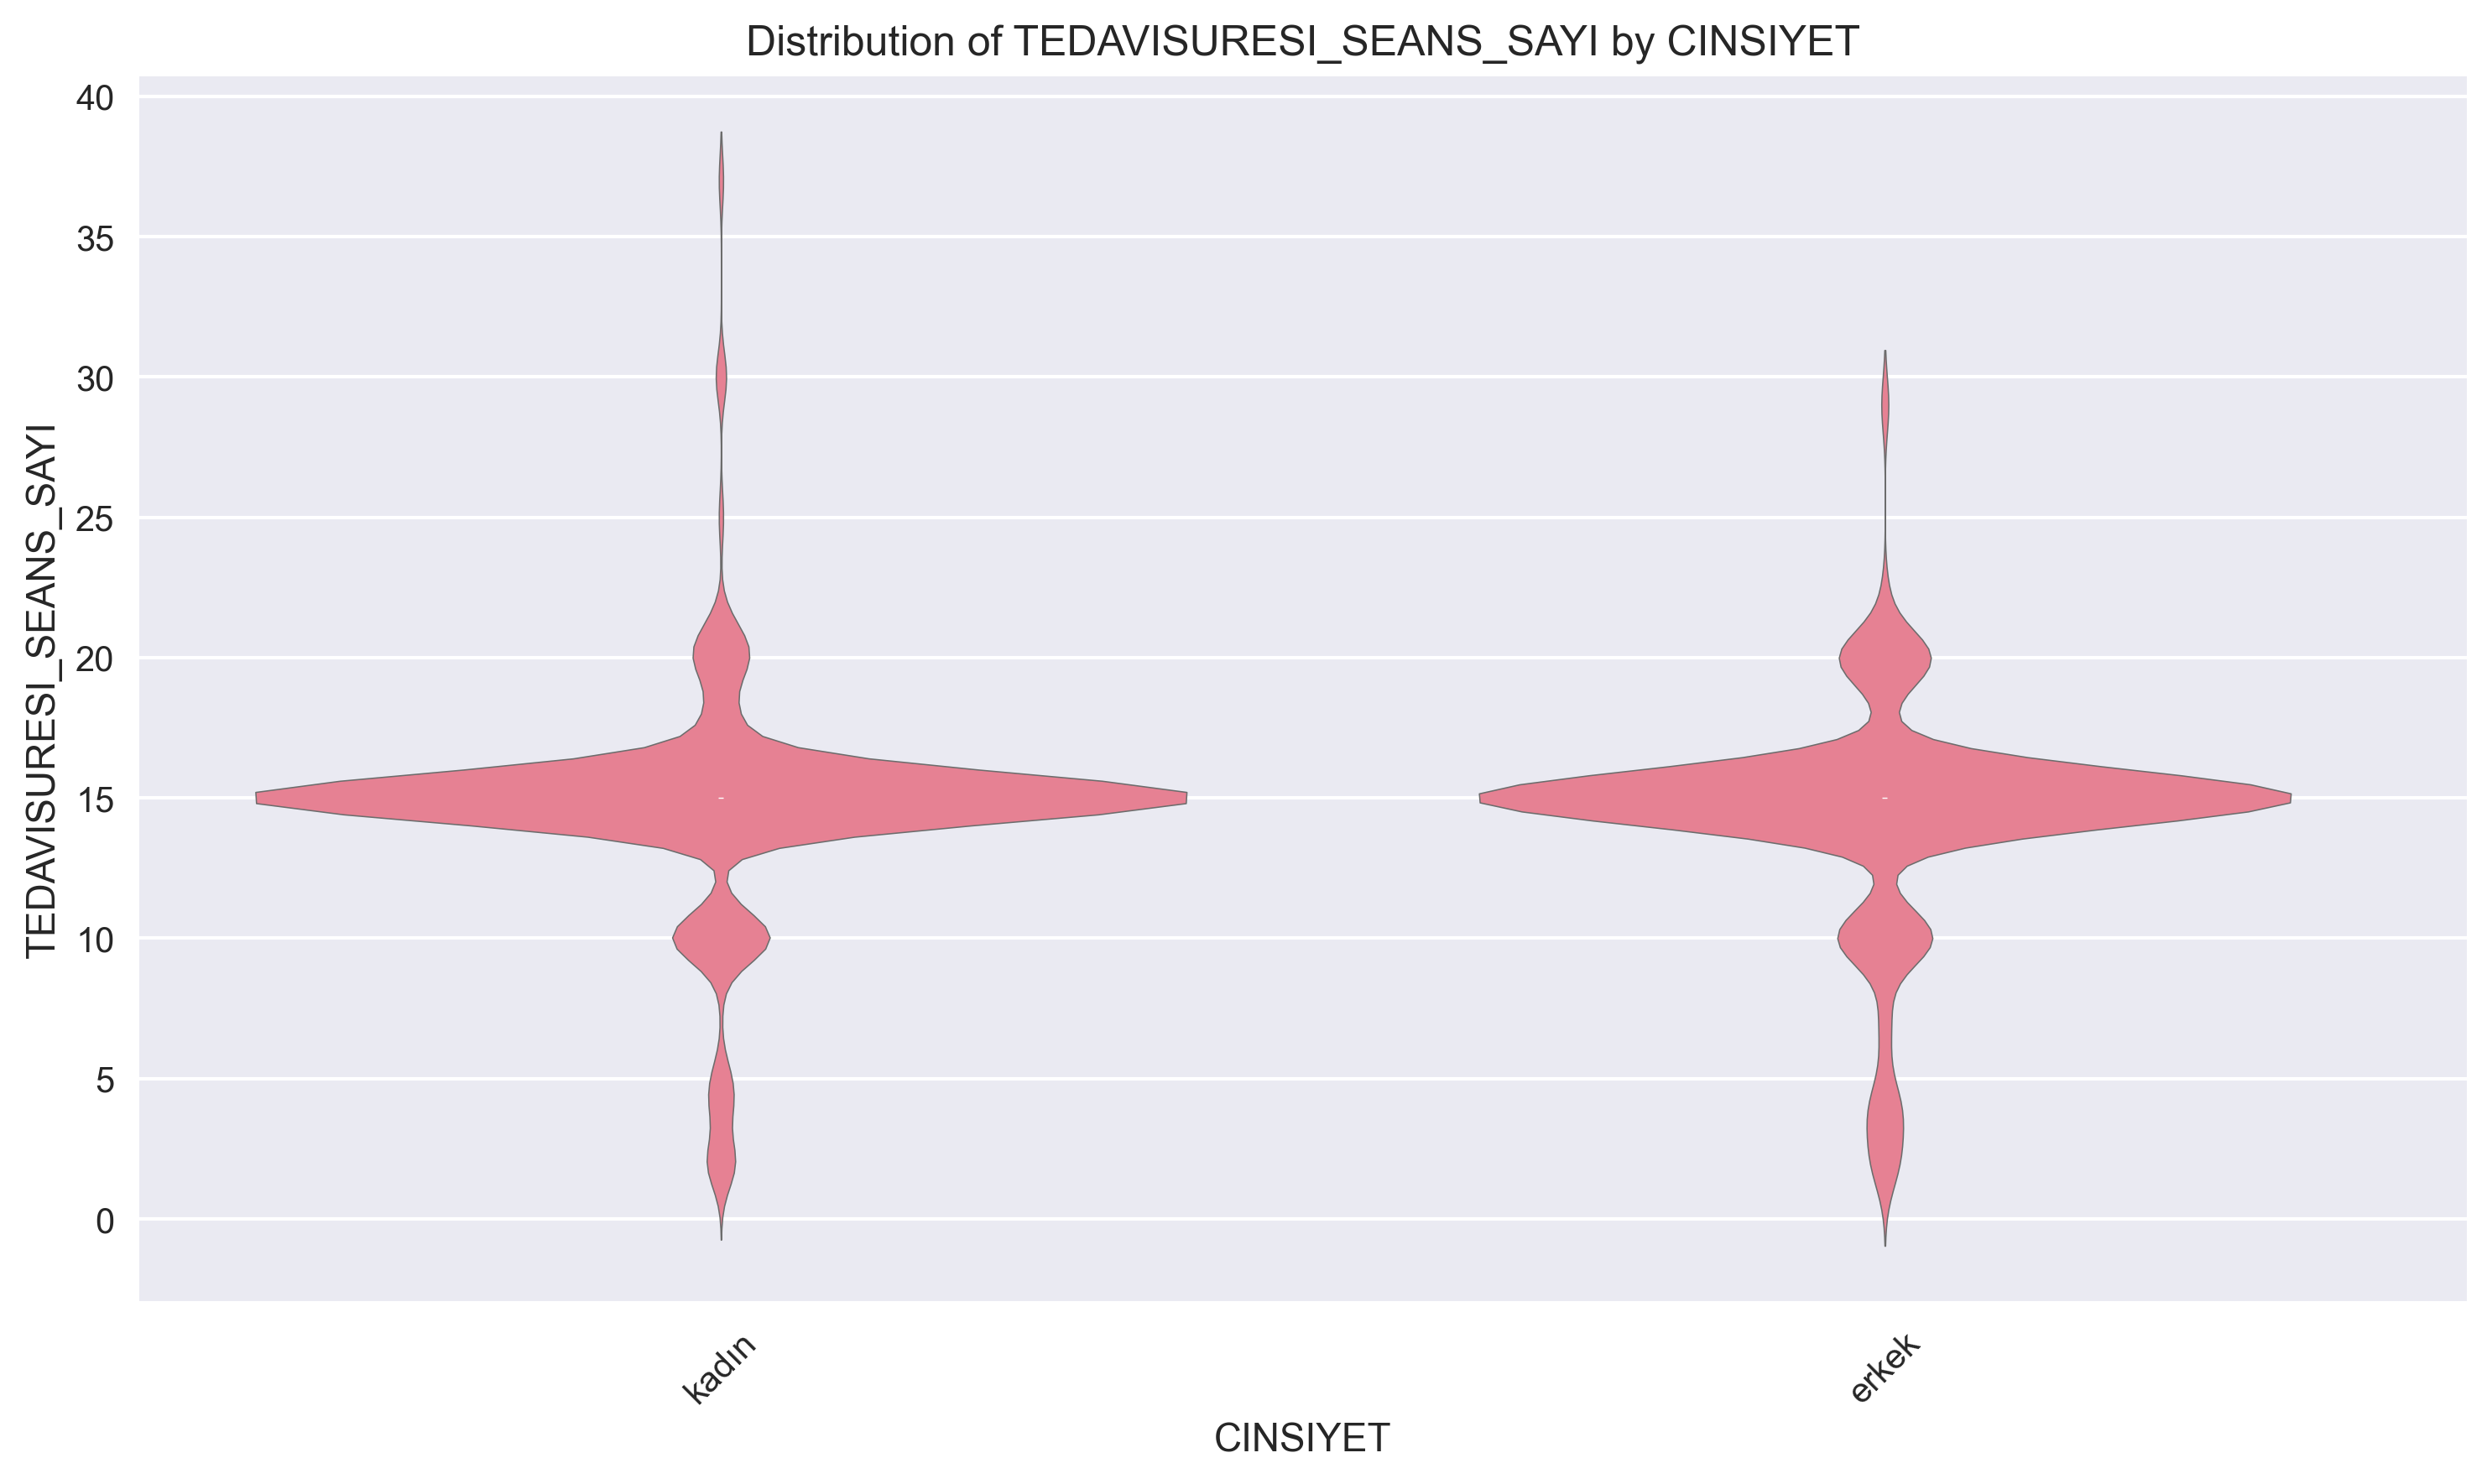 Distribution of TEDAVISURESI_SEANS_SAYI by CINSIYET
TEDAVISURESI_SEANS_SAYI
40
35
30
25
20
15
10
5
0
kadın
erkek
CINSIYET